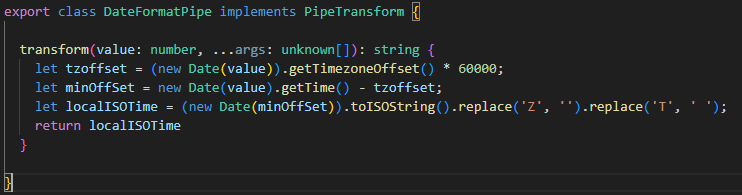 export class DateFormatPipe implements PipeTransform {
transform(value: number, ...args: unknown[]): string {
let tzoffset = (new Date(value)).getTimezoneOffset() * 60000;
let minOffSet = new Date(value).getTime() - tzoffset;
let localISOTime = (new Date(minOffSet)).toISOString().replace('Z', '').replace('T', ' ');
return localISOTime
}
}